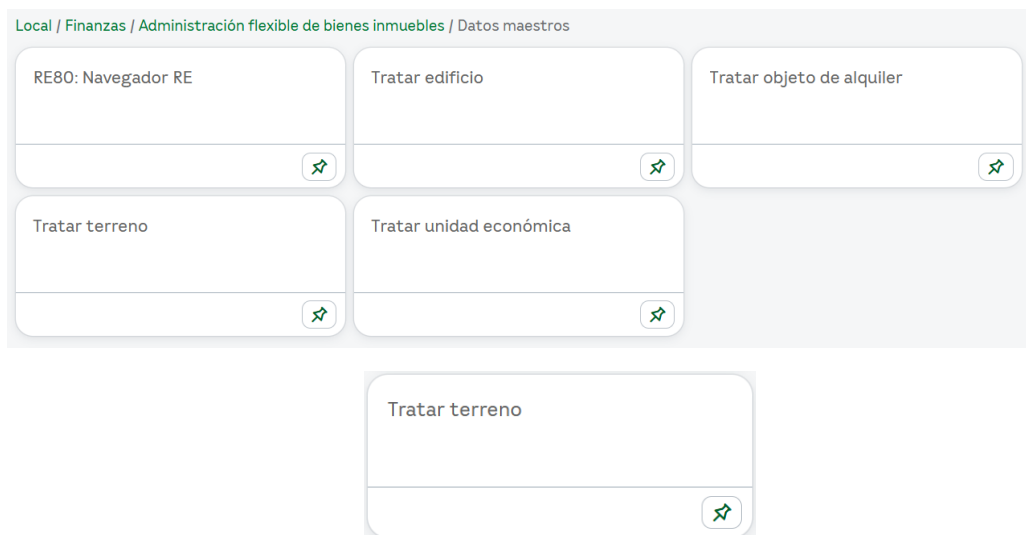 Local / Finanzas / Administración flexible de bienes inmuebles / Datos maestros
RE80: Navegador RE
Tratar edificio
Tratar objeto de alquiler
Tratar terreno
Tratar unidad económica
Tratar terreno